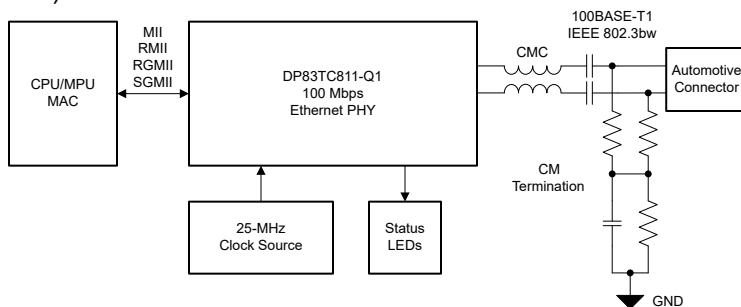 100BASE-T1
IEEE 802.3bw
MII
RMII
RGMII
SGMII
CMC
CPU/MPU
MAC
DP83TC811-Q1
100 Mbps
Ethernet PHY
Automotive
Connector
CM
Termination
25-MHz
Clock Source
Status
LEDs
GND